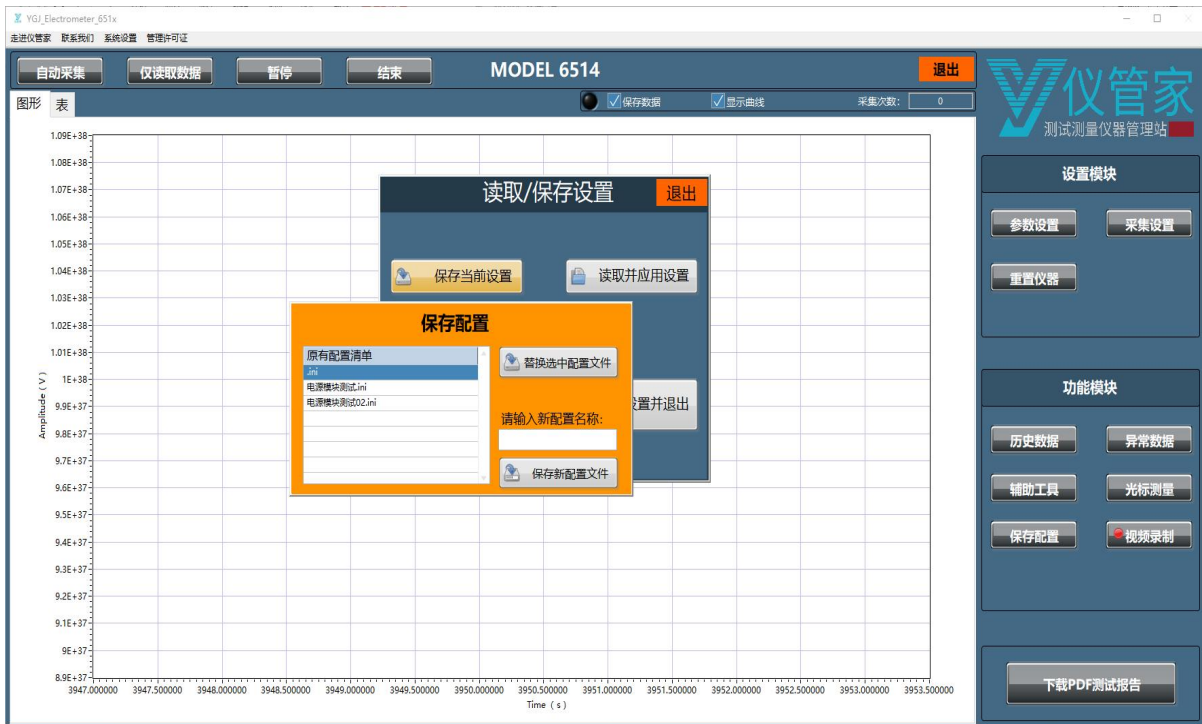 YGJ_Electrometer_651x
走进仪管家 联系我们 系统设置 管理许可证
自动采集 仅读取数据 暂停 结束 MODEL 6514 退出
图形 表 保存数据 显示曲线 采集次数: 0
仪管家
测试测量仪器管理站
设置模块
参数设置 采集设置
重置仪器
功能模块
历史数据 异常数据
辅助工具 光标测量
保存配置 视频录制
下载PDF测试报告
读取/保存设置 退出
保存当前设置 读取并应用设置
设置并退出
保存配置
原有配置清单
.ini
电源模块测试.ini
电源模块测试02.ini
替换选中配置文件
请输入新配置名称:
保存新配置文件
Amplitude (V)
1.09E+38
1.08E+38
1.07E+38
1.06E+38
1.05E+38
1.04E+38
1.03E+38
1.02E+38
1.01E+38
1E+38
9.9E+37
9.8E+37
9.7E+37
9.6E+37
9.5E+37
9.4E+37
9.3E+37
9.2E+37
9.1E+37
9E+37
8.9E+37
3947.000000 3947.500000 3948.000000 3948.500000 3949.000000 3949.500000 3950.000000 3950.500000 3951.000000 3951.500000 3952.000000 3952.500000 3953.000000 3953.500000
Time (s)